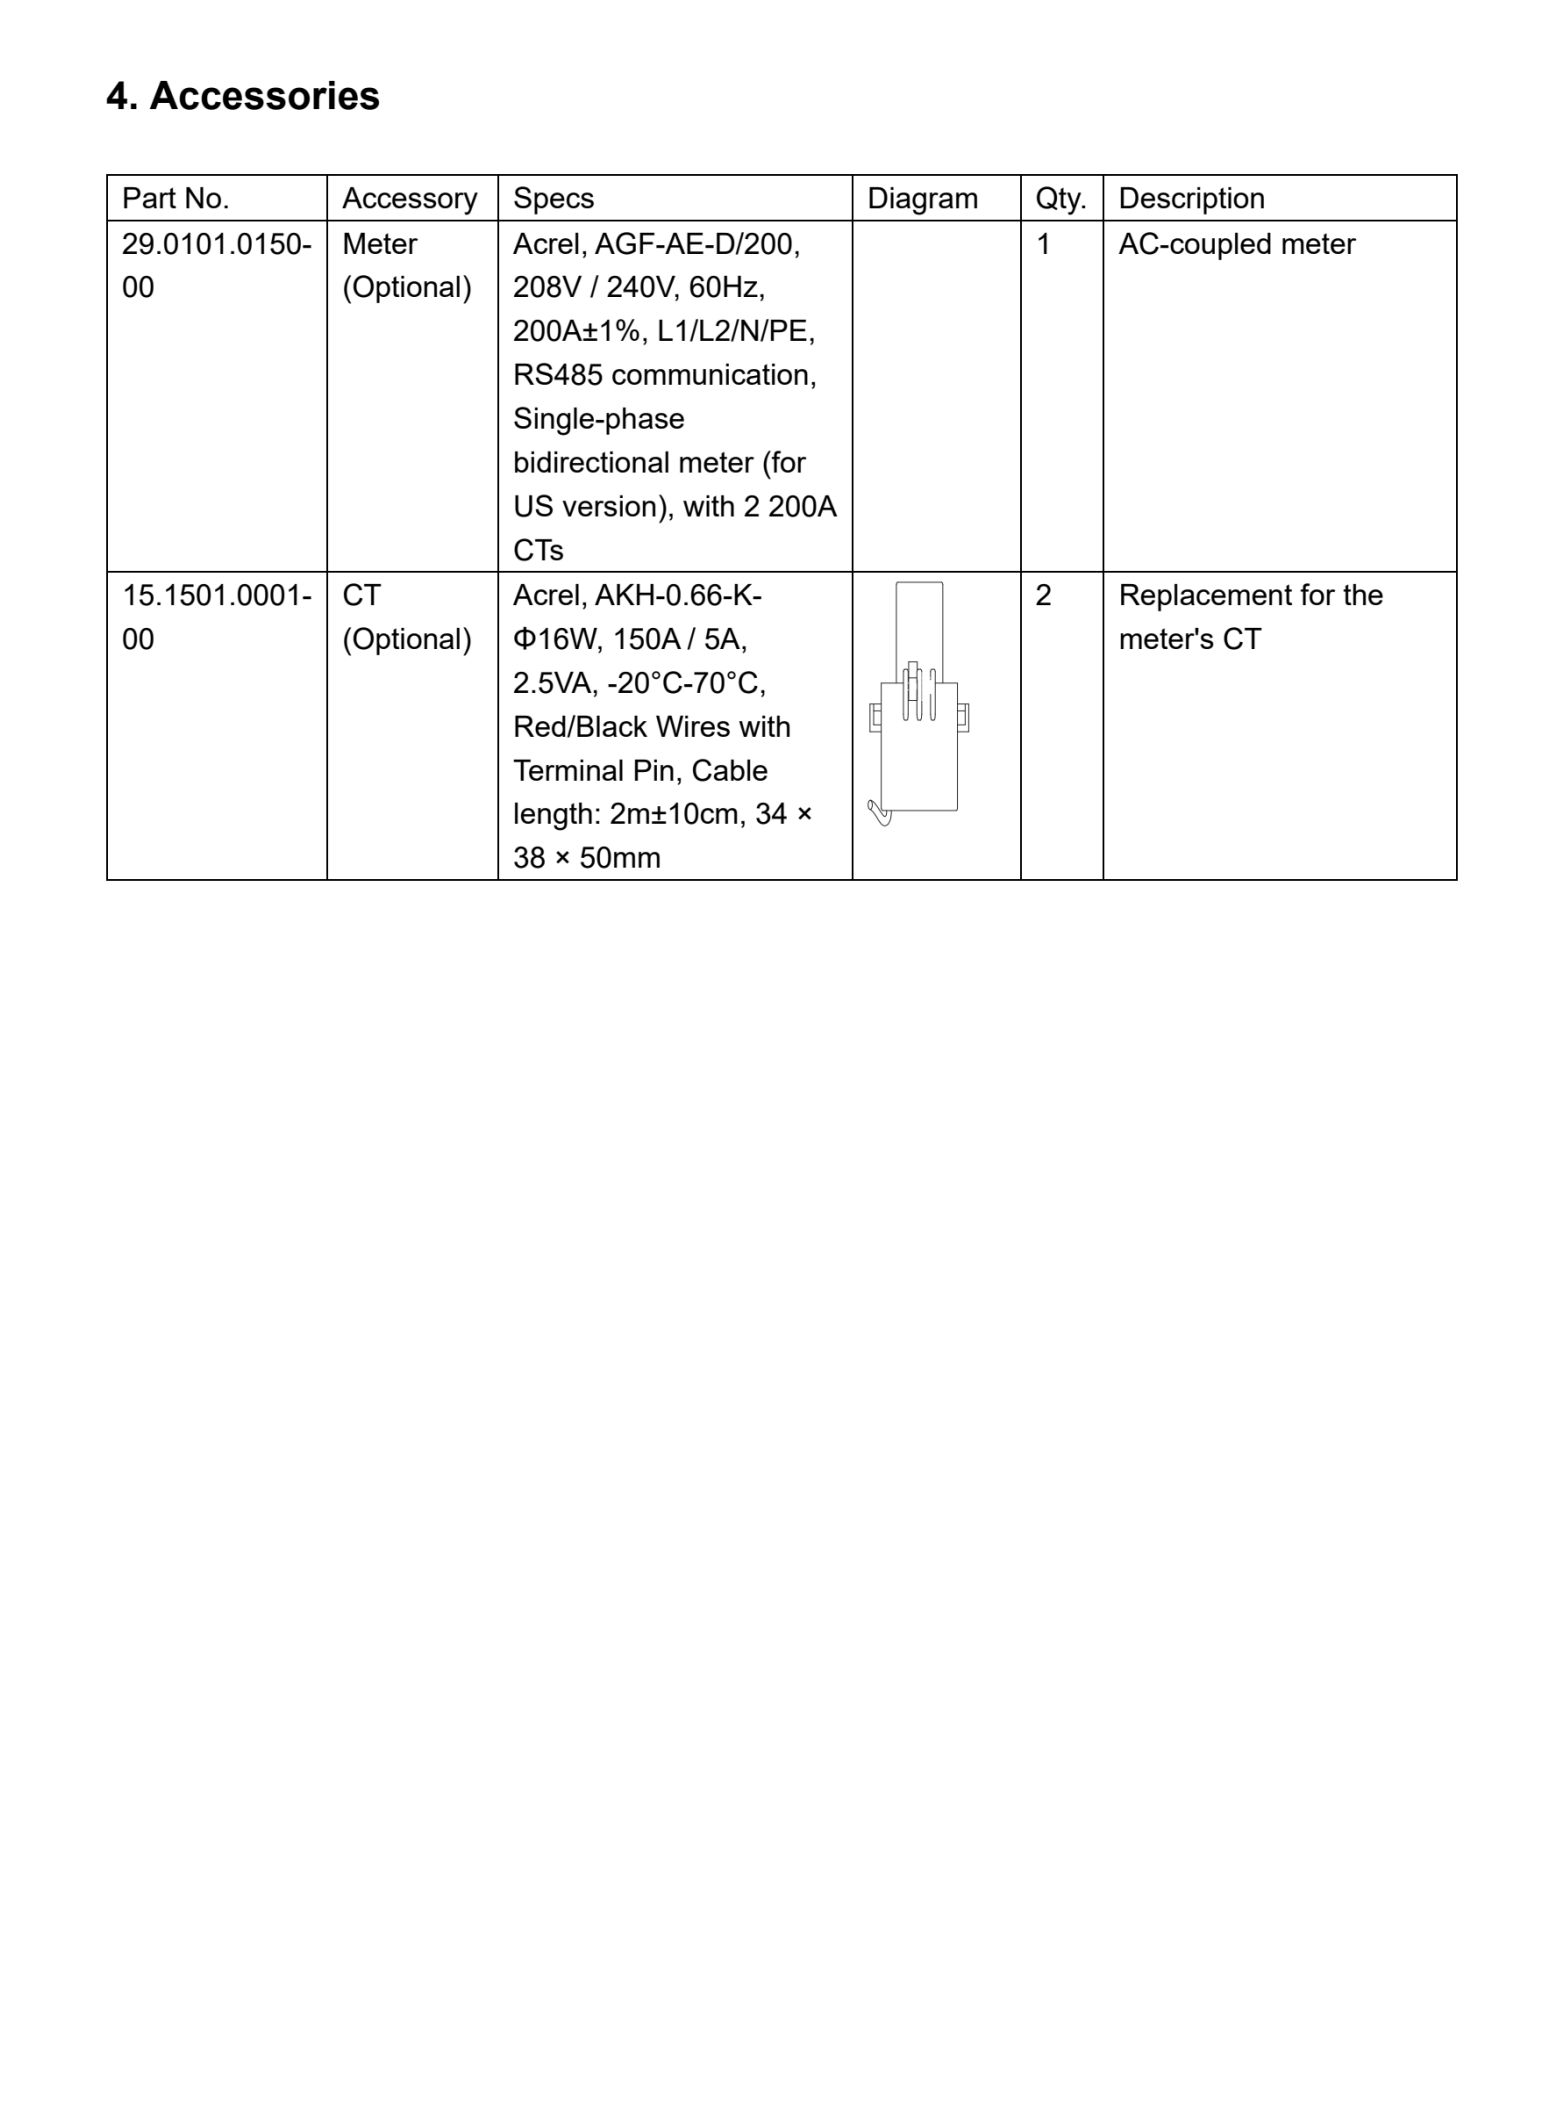 4. Accessories
Part No.
Accessory
Specs
Diagram
Qty.
Description
29.0101.0150-
00
Meter
(Optional)
Acrel, AGF-AE-D/200,
208V / 240V, 60Hz,
200A±1%, L1/L2/N/PE,
RS485 communication,
Single-phase
bidirectional meter (for
US version), with 2 200A
CTs
1
AC-coupled meter
15.1501.0001-
00
CT
(Optional)
Acrel, AKH-0.66-K-
Φ16W, 150A / 5A,
2.5VA, -20°C-70°C,
Red/Black Wires with
Terminal Pin, Cable
length: 2m±10cm, 34 ×
38 × 50mm
2
Replacement for the
meter's CT